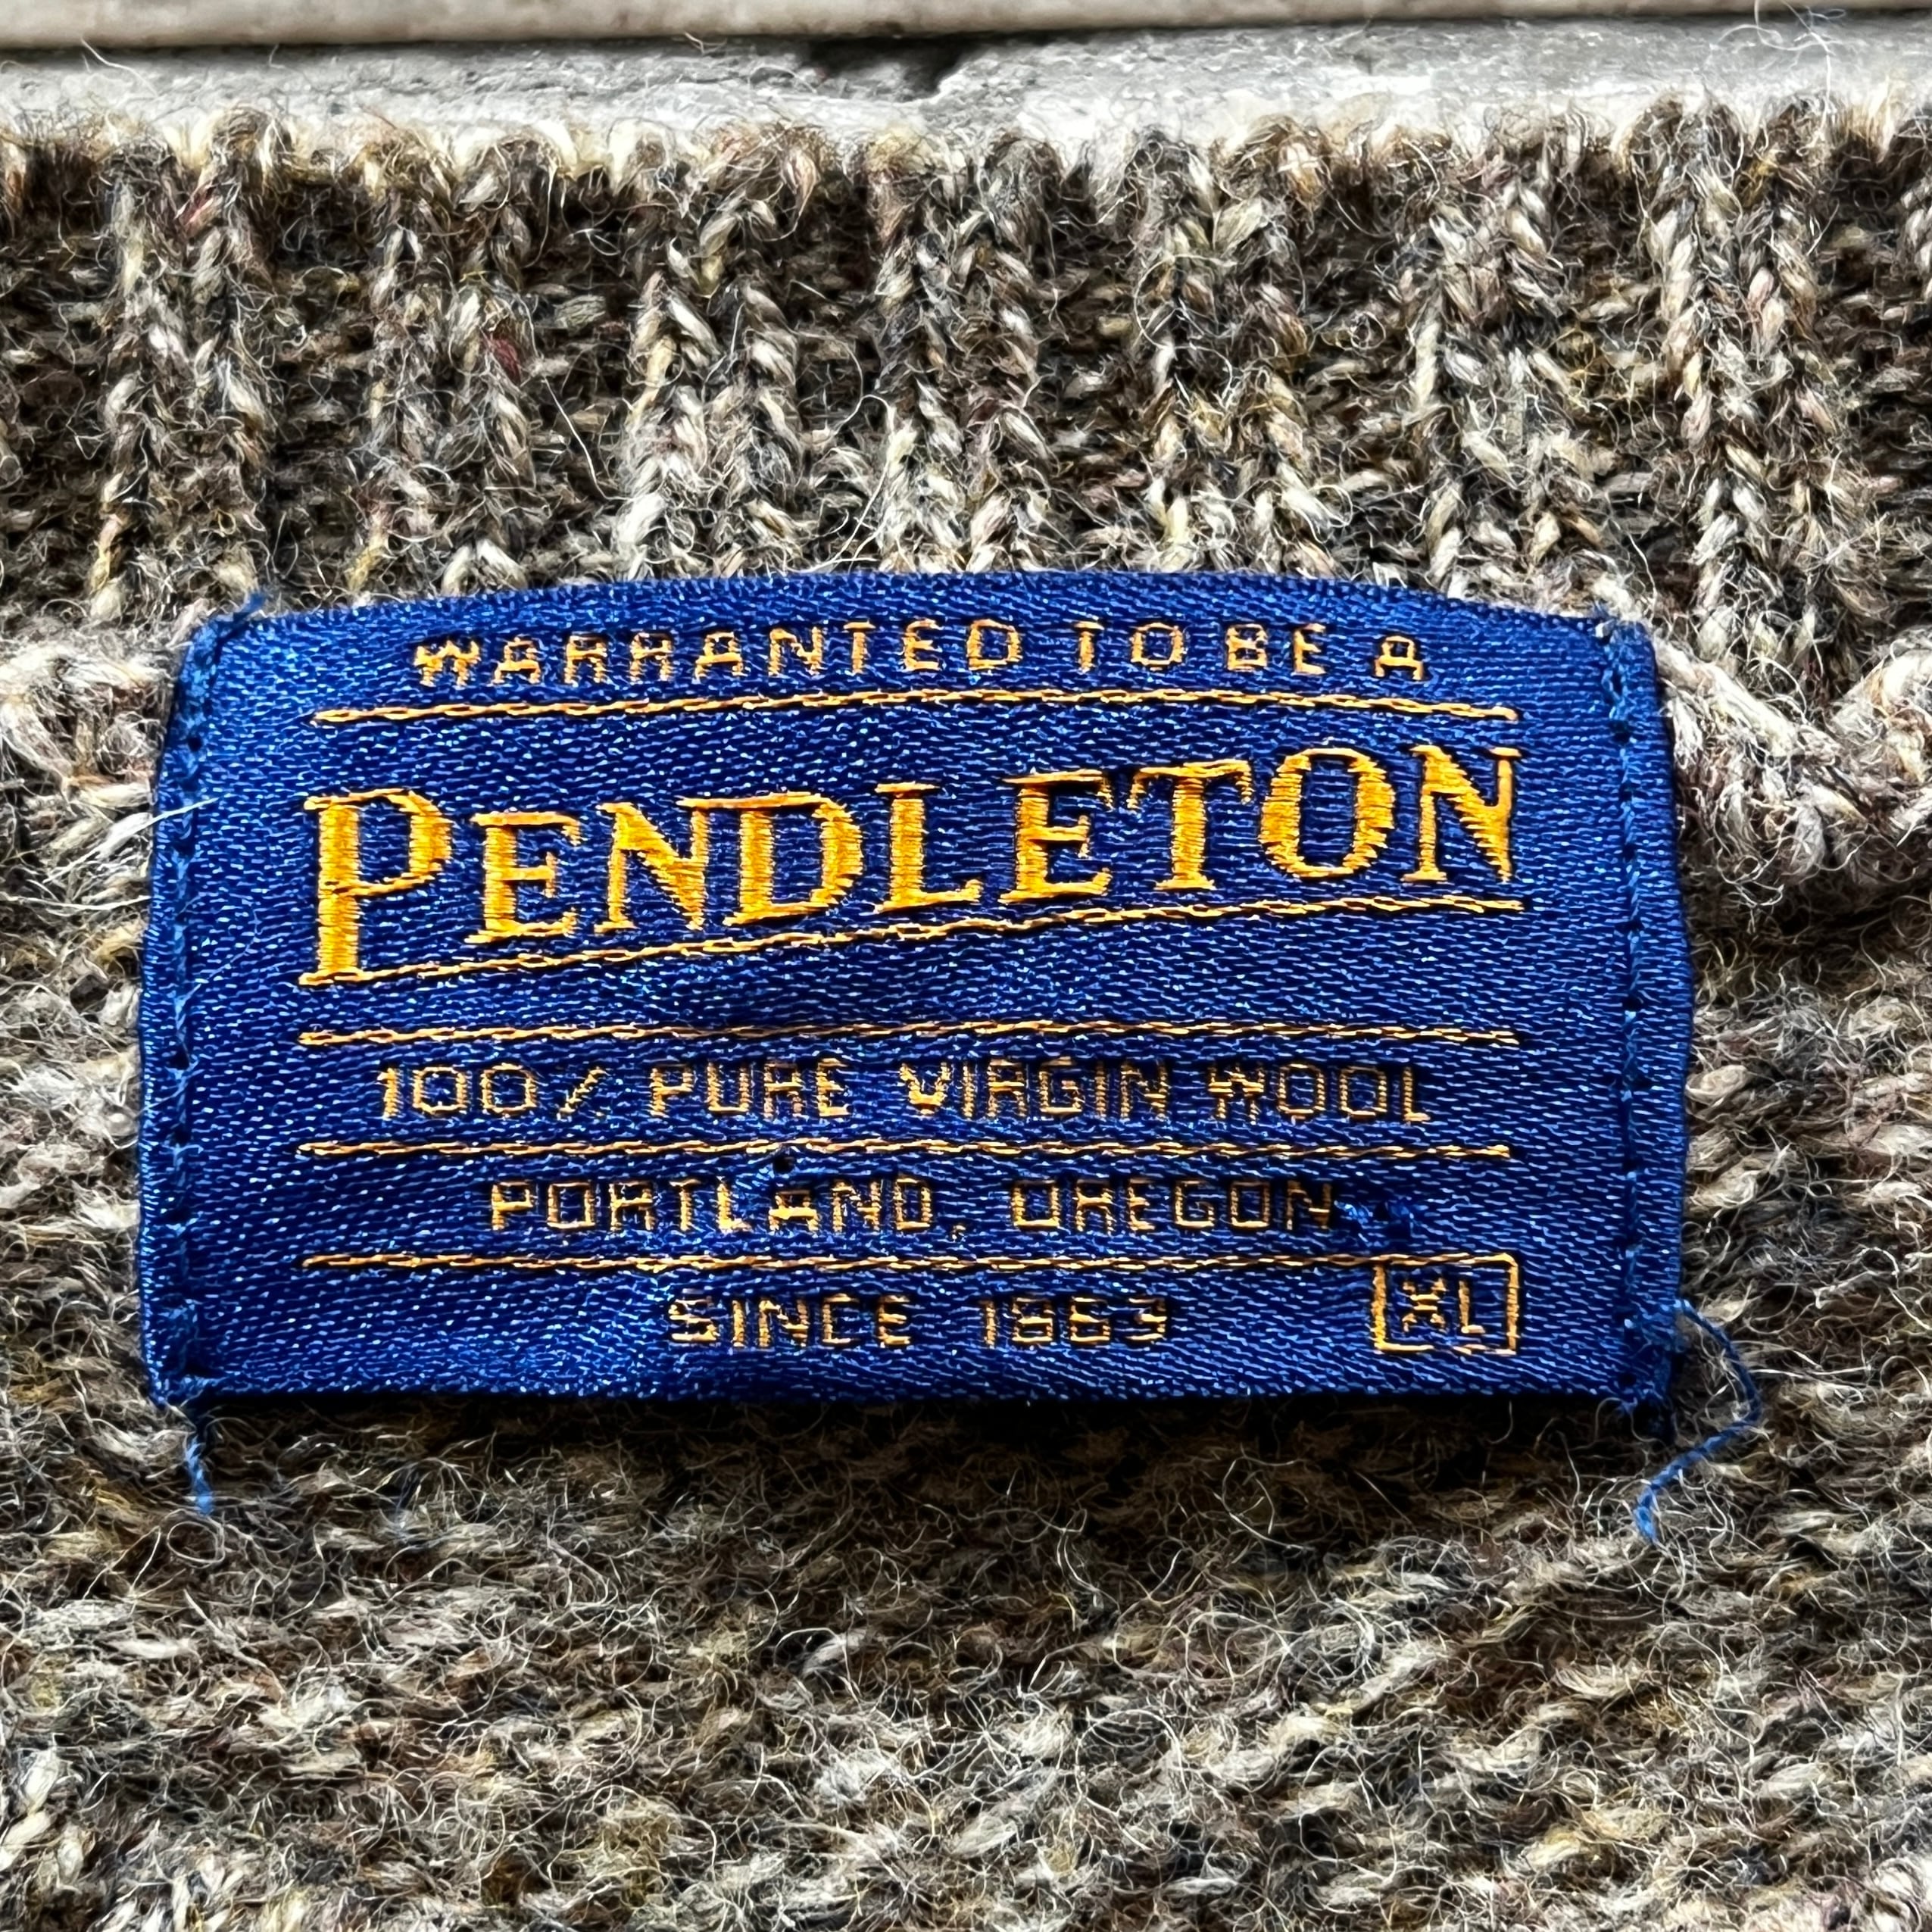 WARRANTED TO BE A
PENDLETON
100% PURE VIRGIN WOOL
PORTLAND, OREGON
SINCE 1863
XL